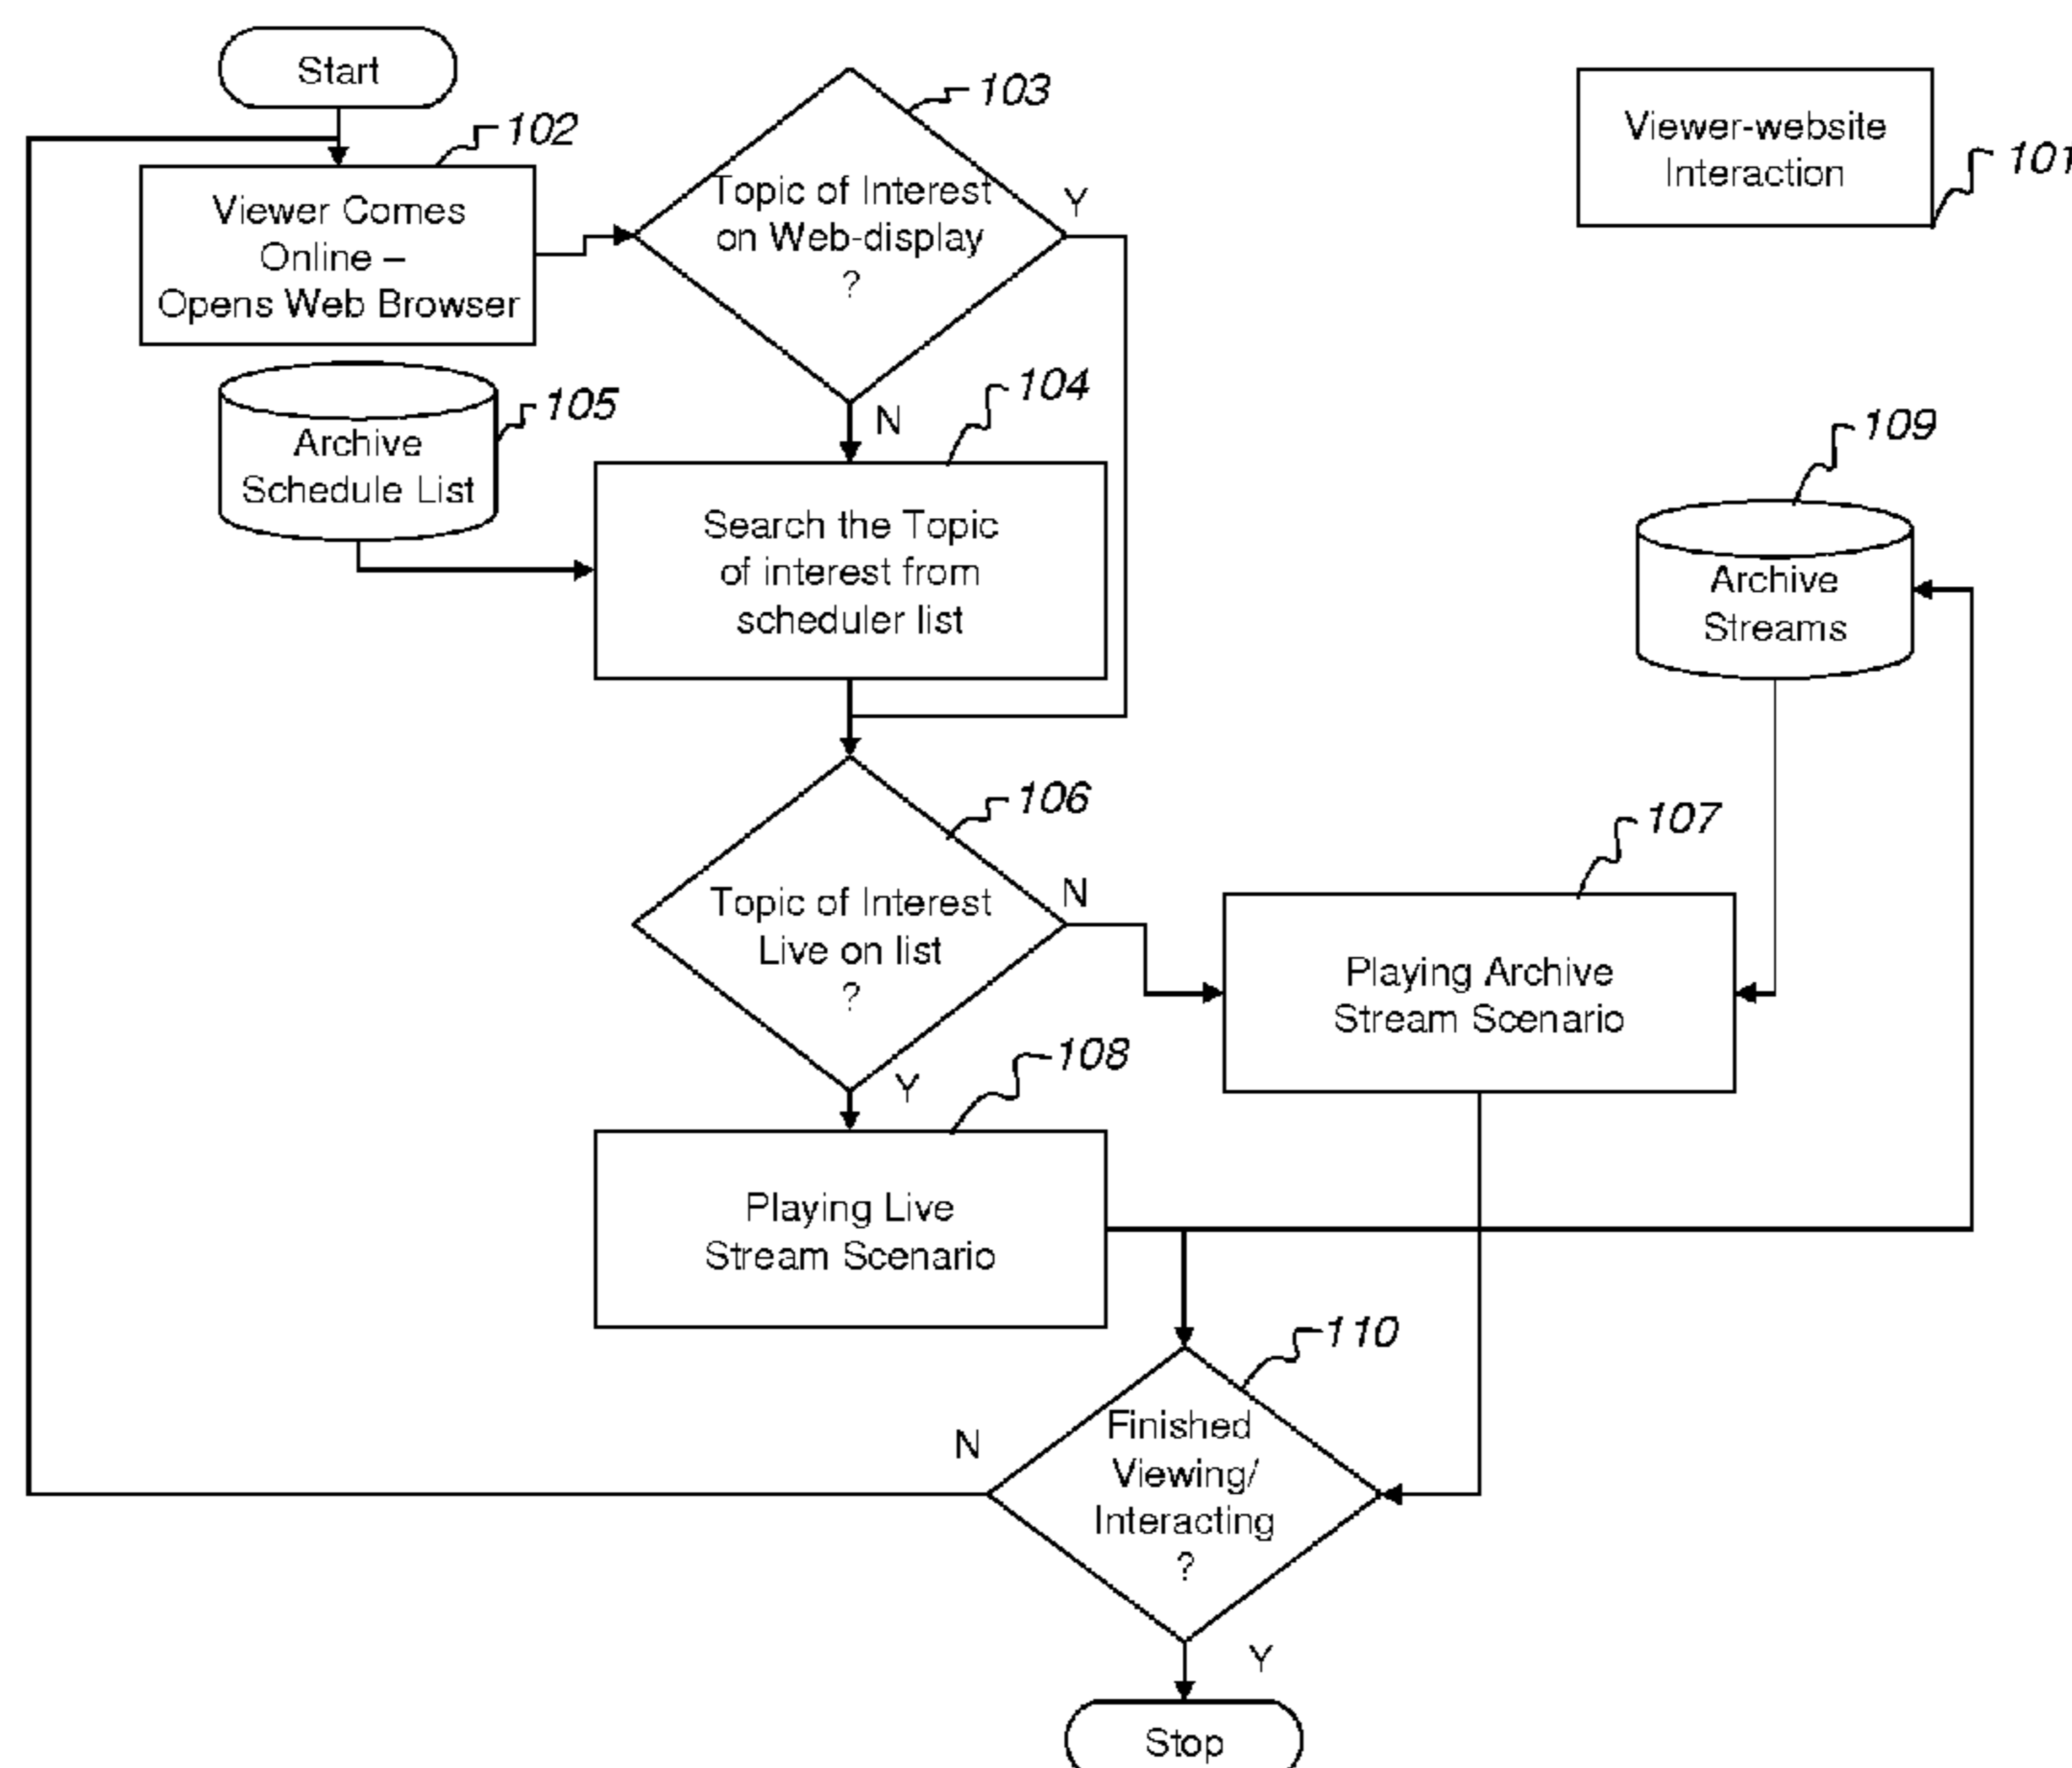 Start
102
Viewer Comes
Online –
Opens Web Browser
103
Topic of Interest
on Web-display
?
Y
N
Viewer-website
Interaction
101
105
Archive
Schedule List
104
Search the Topic
of interest from
scheduler list
109
Archive
Streams
106
Topic of Interest
Live on list
?
N
Y
107
Playing Archive
Stream Scenario
108
Playing Live
Stream Scenario
110
Finished
Viewing/
Interacting
?
N
Y
Stop